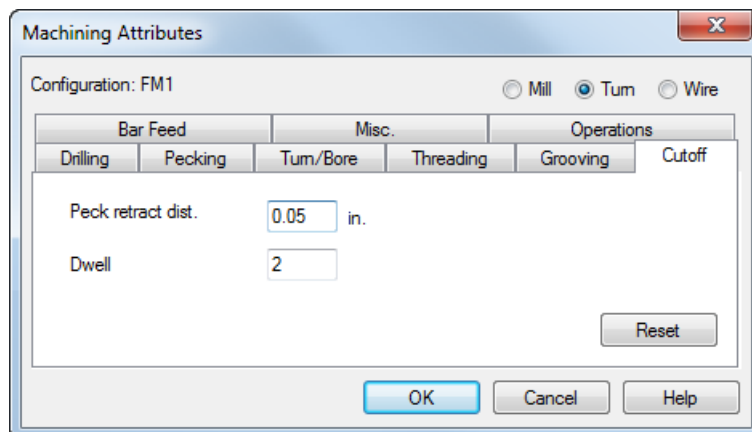 Machining Attributes
Configuration: FM1
Mill Turn Wire
Bar Feed Misc. Operations
Drilling Pecking Turn/Bore Threading Grooving Cutoff
Peck retract dist. 0.05 in.
Dwell 2
Reset
OK Cancel Help